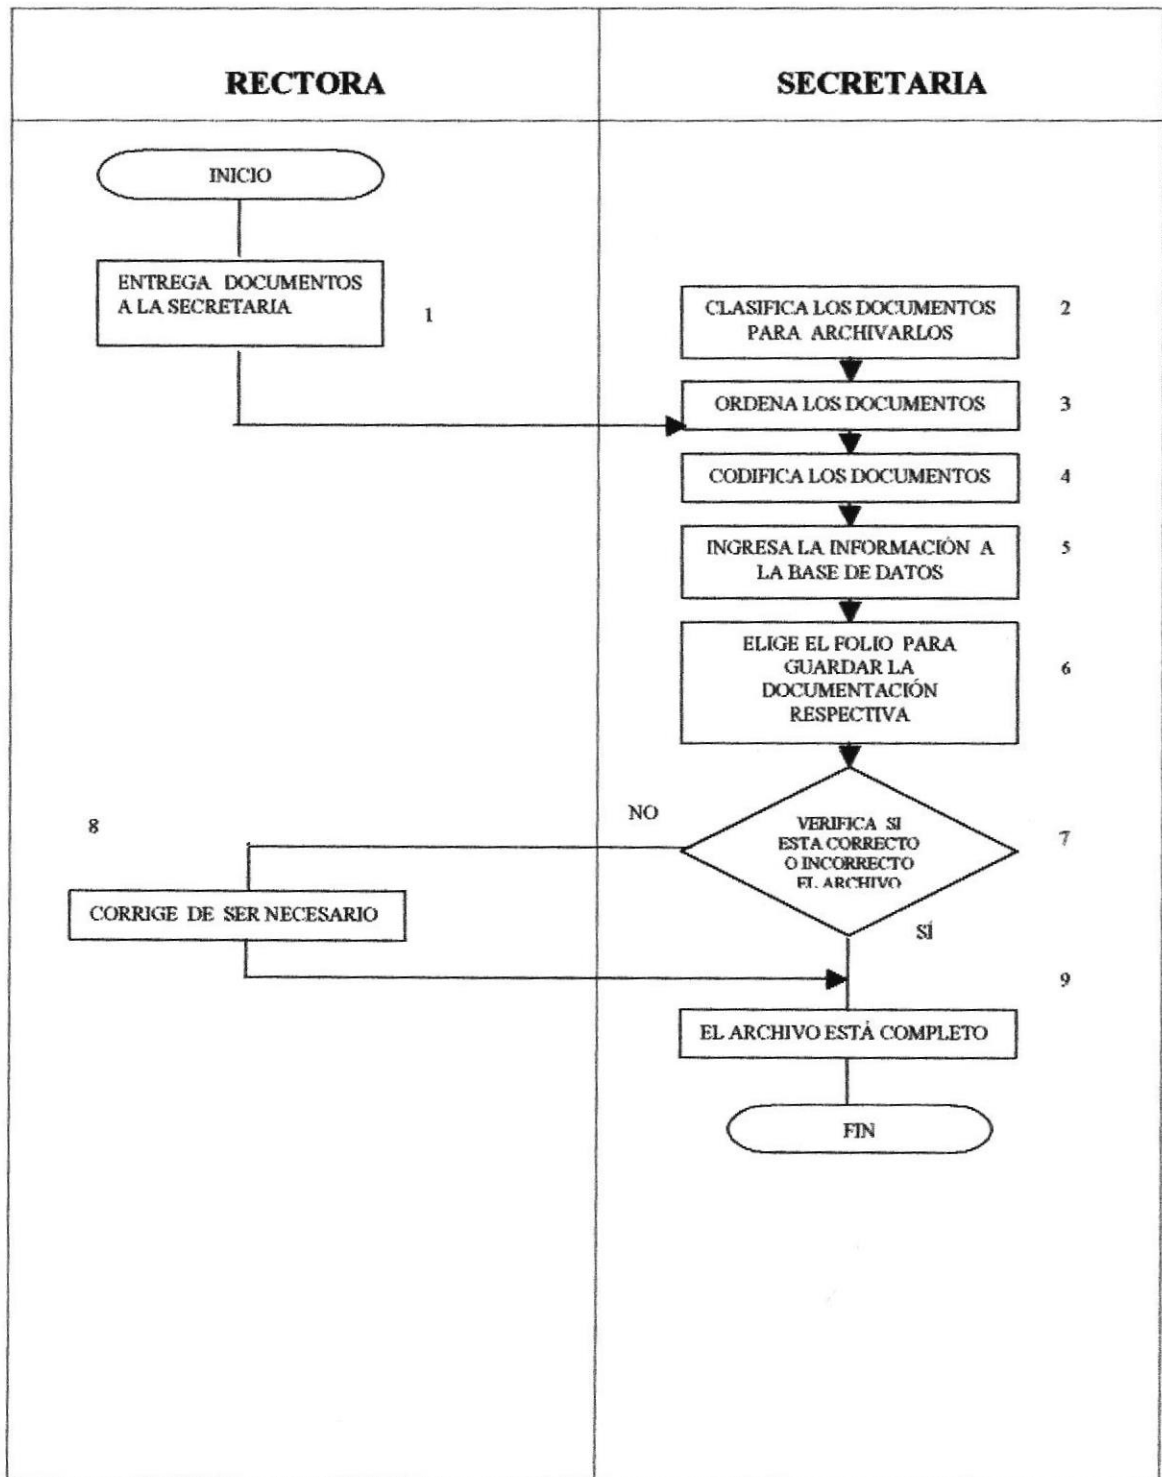 RECTORA
SECRETARIA
INICIO
ENTREGA DOCUMENTOS
A LA SECRETARIA
1
CLASIFICA LOS DOCUMENTOS
PARA ARCHIVARLOS
2
ORDENA LOS DOCUMENTOS
3
CODIFICA LOS DOCUMENTOS
4
INGRESA LA INFORMACIÓN A
LA BASE DE DATOS
5
ELIGE EL FOLIO PARA
GUARDAR LA
DOCUMENTACIÓN
RESPECTIVA
6
VERIFICA SI
ESTA CORRECTO
O INCORRECTO
EL ARCHIVO
7
NO
8
CORRIGE DE SER NECESARIO
SÍ
9
EL ARCHIVO ESTÁ COMPLETO
FIN